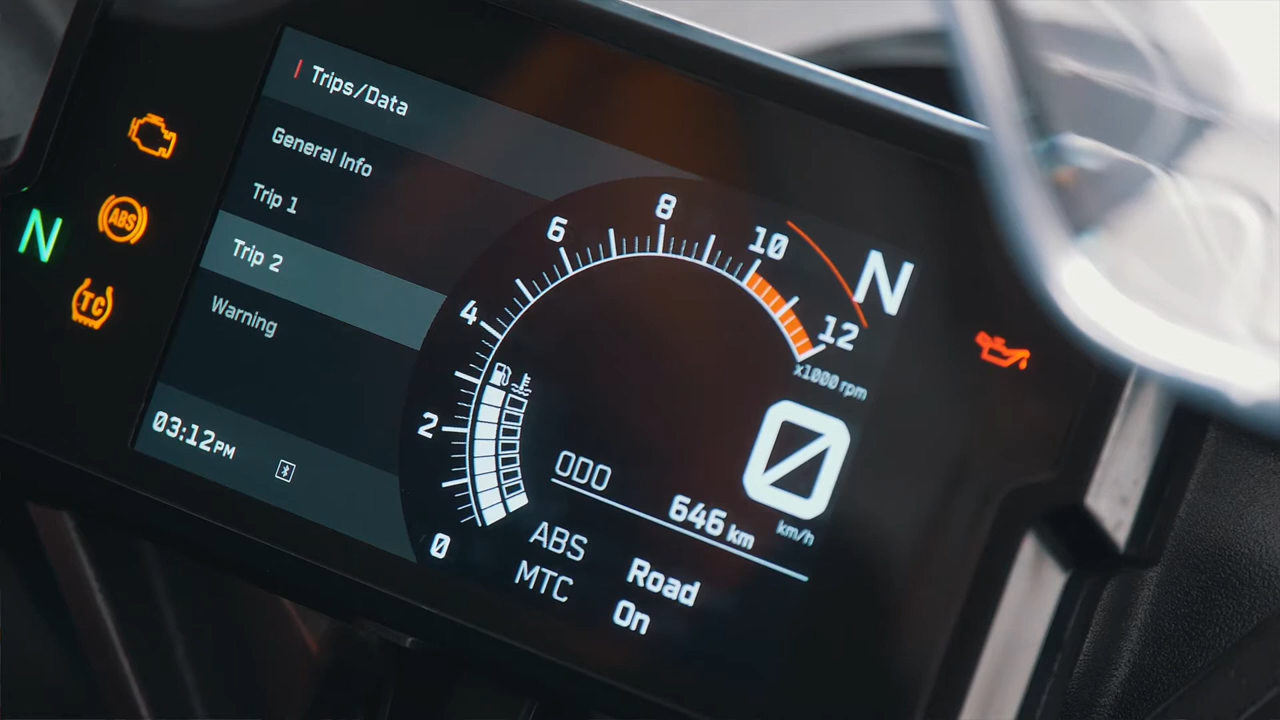 Trips/Data
General Info
Trip 1
Trip 2
Warning
03:12PM
N
ABS
TC
0
2
4
6
8
10
12
x1000 rpm
N
0
km/h
ODO
646 km
ABS Road
MTC On